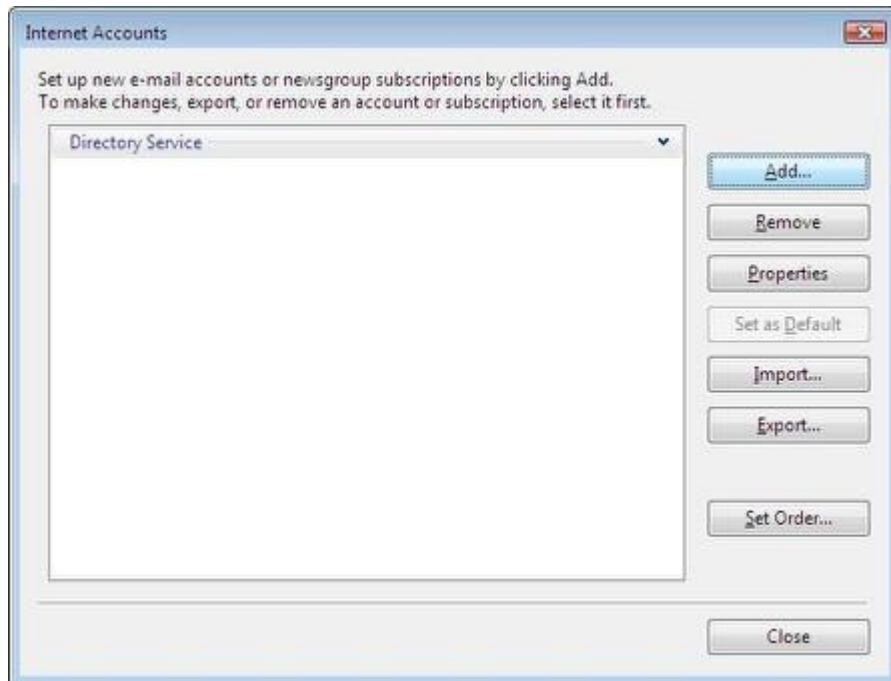 Internet Accounts
Set up new e-mail accounts or newsgroup subscriptions by clicking Add.
To make changes, export, or remove an account or subscription, select it first.
Directory Service
Add...
Remove
Properties
Set as Default
Import...
Export...
Set Order...
Close